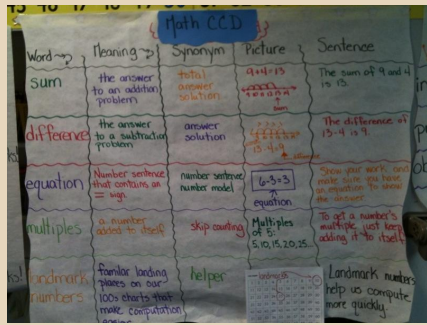 Math CCD
Word Meaning Synonym Picture Sentence
sum
the answer
to an addition
problem
total
answer
solution
9+4=13
sum
The sum of 9 and 4
is 13.
difference
the answer
to a subtraction
problem
answer
solution
13-4=9
The difference of
13-4 is 9.
equation
Number sentence
that contains an
= sign.
number sentence
number model
6-3=3
equation
Show your work and
make sure you have
an equation to show
the answer.
multiples
a number
added to itself
skip counting
Multiples
of 5:
5,10,15,20,25
To get a number's
multiple just keep
adding it to itself
landmark
numbers
familar landing
places on our
100s charts that
make computation
helper
Landmark numbers
help us compute
more quickly.